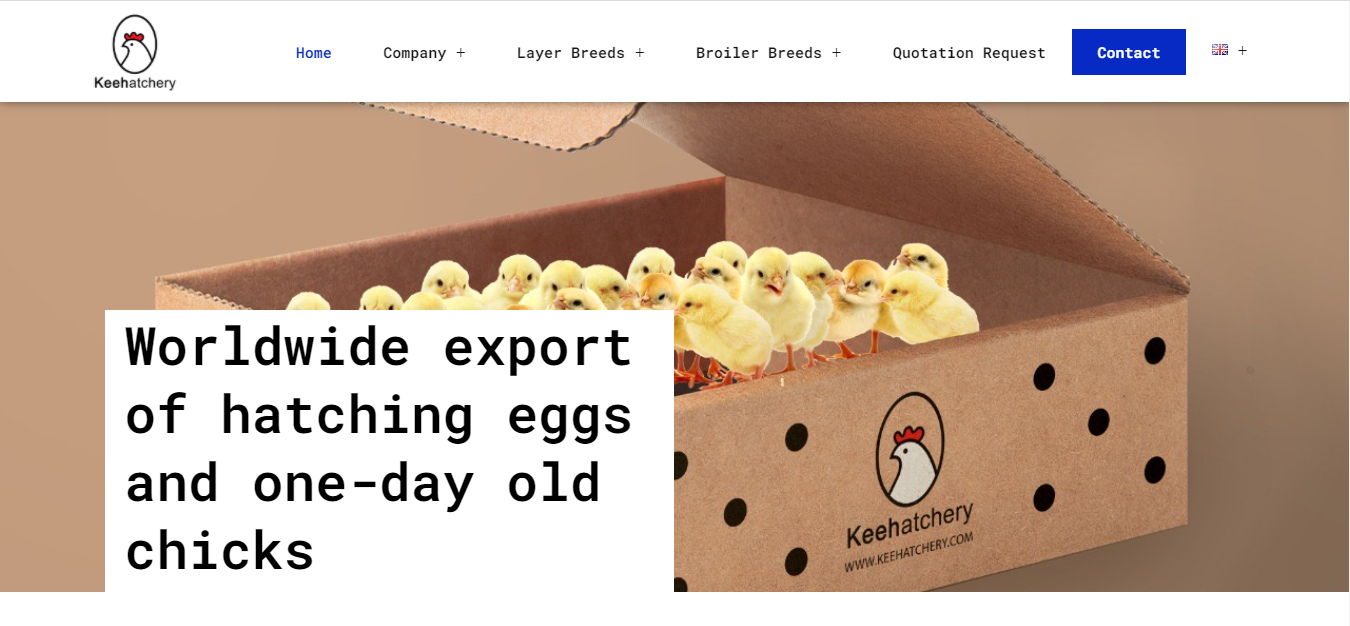 Keehatchery
Home
Company +
Layer Breeds +
Broiler Breeds +
Quotation Request
Contact
+
Worldwide export
of hatching eggs
and one-day old
chicks
Keehatchery
WWW.KEEHATCHERY.COM